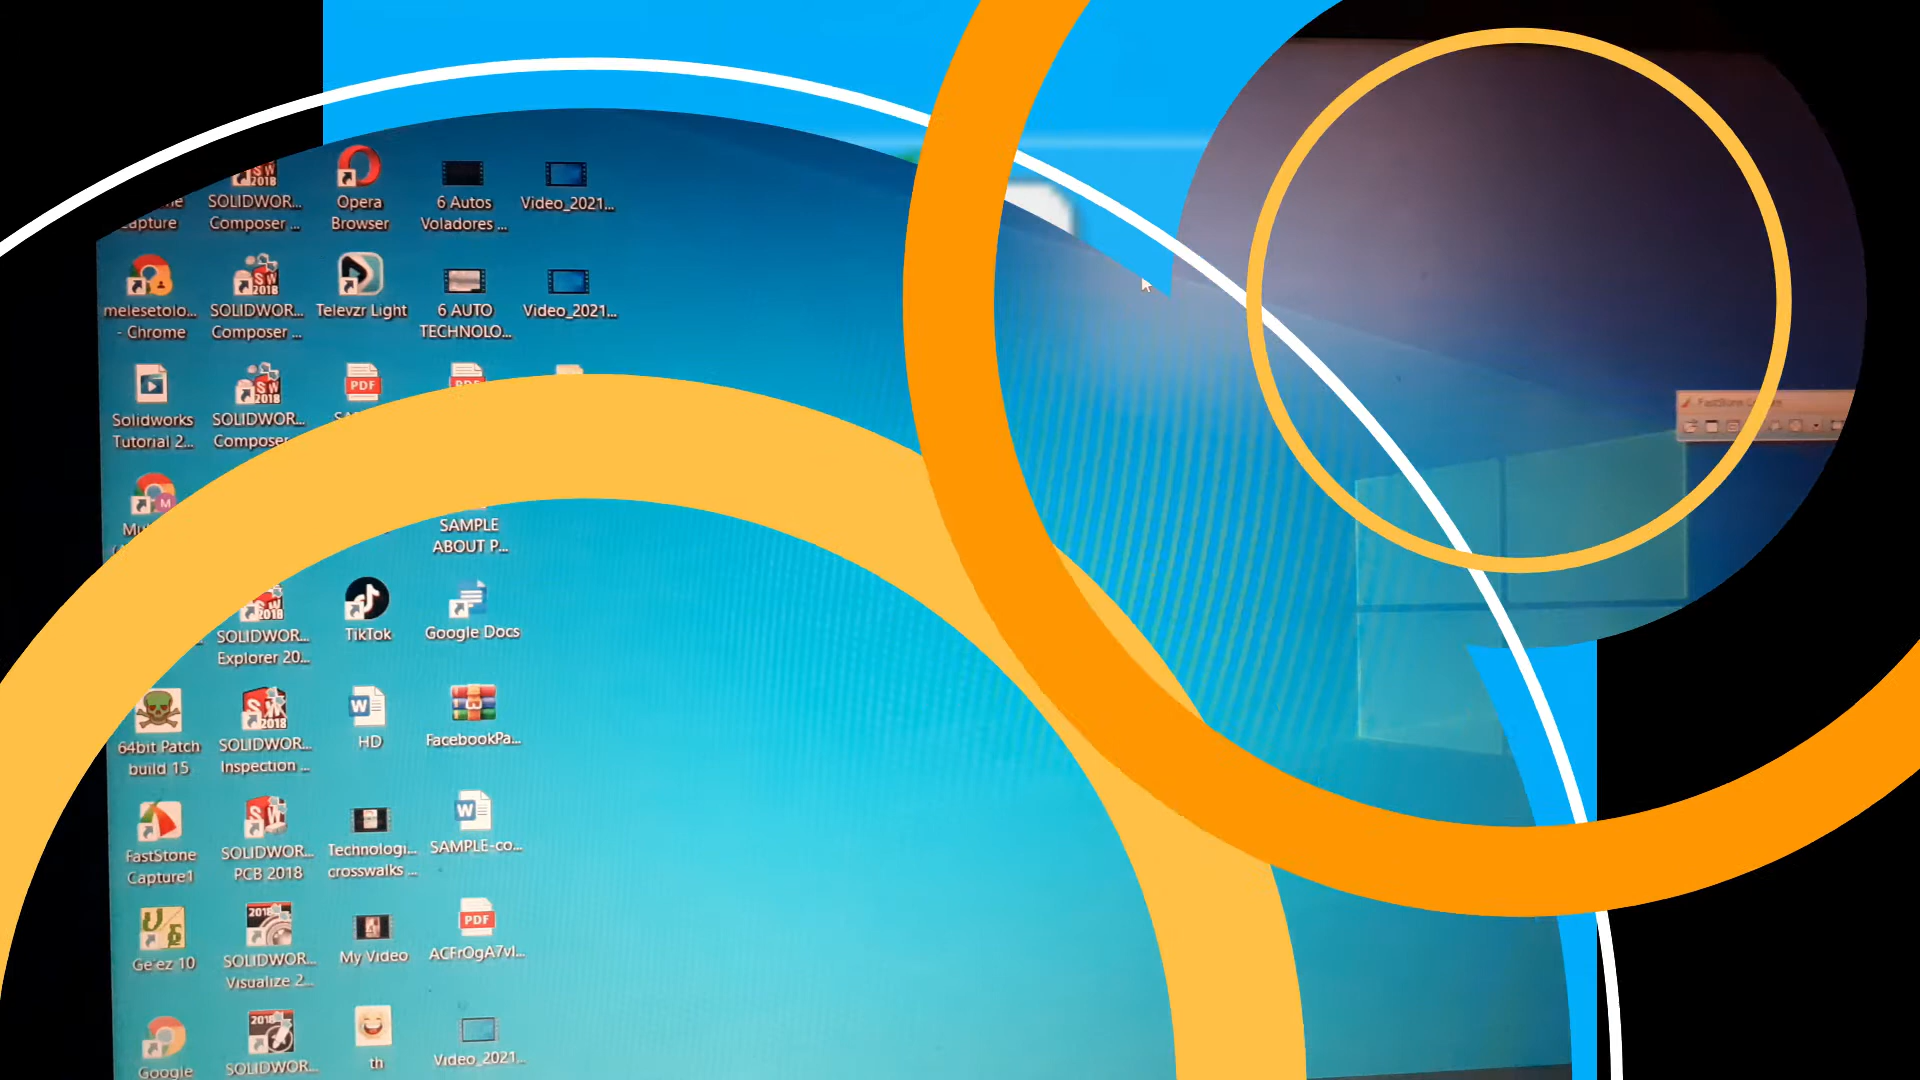 Capture
SOLIDWOR...
Composer ...
Opera
Browser
6 Autos
Voladores ...
Video_2021...
melesetolo...
- Chrome
SOLIDWOR...
Composer ...
Televzr Light
6 AUTO
TECHNOLO...
Video_2021...
Solidworks
Tutorial 2...
SOLIDWOR...
Composer
PDF
SAMPLE
ABOUT P...
SOLIDWOR...
Explorer 20...
TikTok
Google Docs
64bit Patch
build 15
SOLIDWOR...
Inspection ...
HD
FacebookPa...
FastStone
Capture1
SOLIDWOR...
PCB 2018
Technologi...
crosswalks ...
SAMPLE-co...
Ge'ez 10
SOLIDWOR...
Visualize 2...
My Video
PDF
ACFrOgA7vl...
Google
SOLIDWOR...
th
Video_2021...